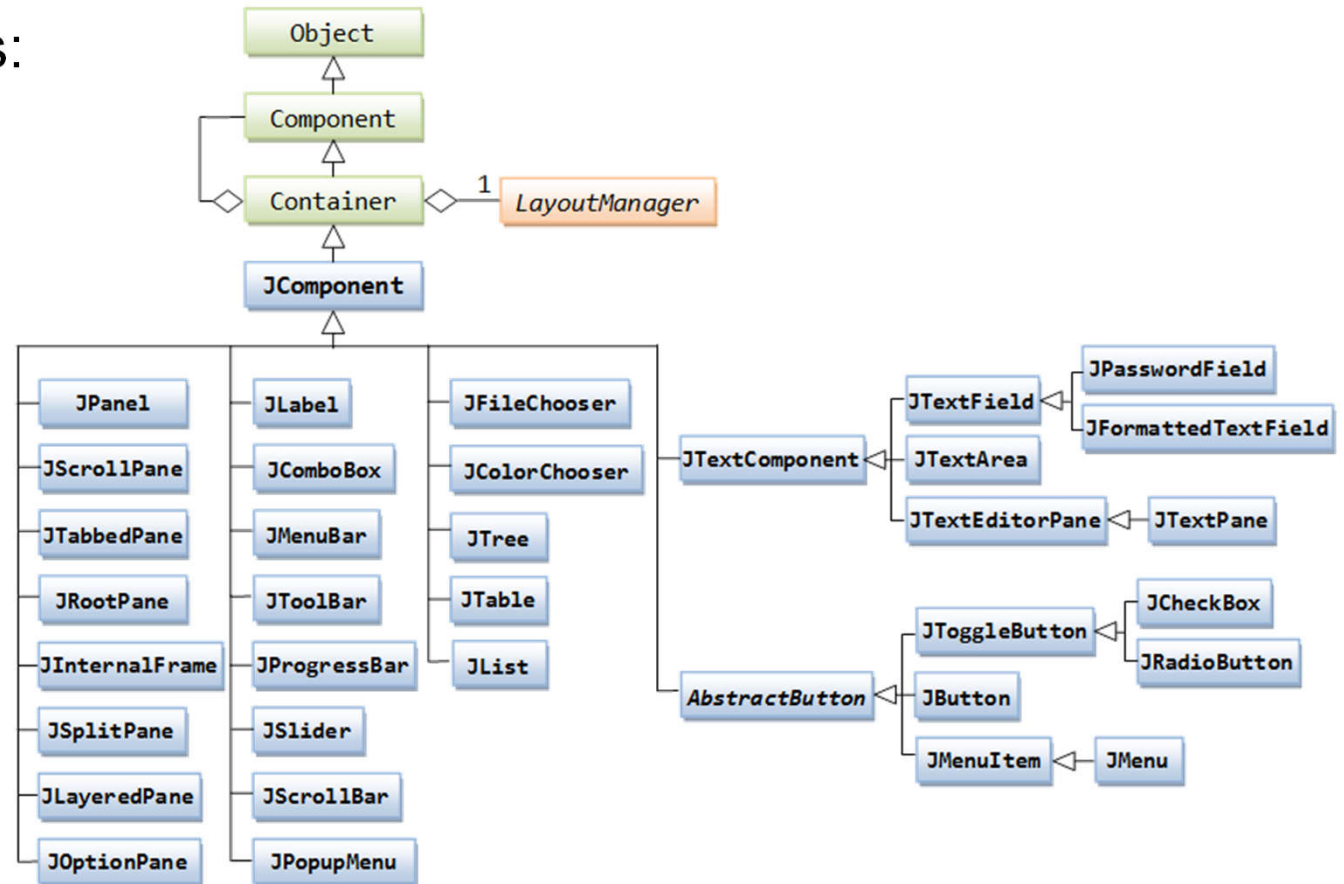 s:
Object
Component
Container
1
LayoutManager
JComponent
JPanel
JScrollPane
JTabbedPane
JRootPane
JInternalFrame
JSplitPane
JLayeredPane
JOptionPane
JLabel
JComboBox
JMenuBar
JToolBar
JProgressBar
JSlider
JScrollBar
JPopupMenu
JFileChooser
JColorChooser
JTree
JTable
JList
JTextComponent
JTextField
JPasswordField
JFormattedTextField
JTextArea
JTextEditorPane
JTextPane
AbstractButton
JToggleButton
JCheckBox
JRadioButton
JButton
JMenuItem
JMenu